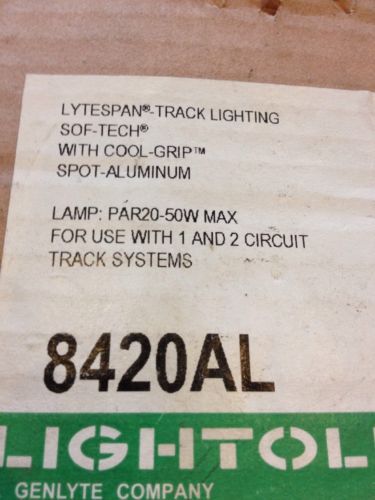 LYTESPAN®-TRACK LIGHTING
SOF-TECH®
WITH COOL-GRIP™
SPOT-ALUMINUM
LAMP: PAR20-50W MAX
FOR USE WITH 1 AND 2 CIRCUIT
TRACK SYSTEMS
8420AL
LIGHTOLI
GENLYTE COMPANY